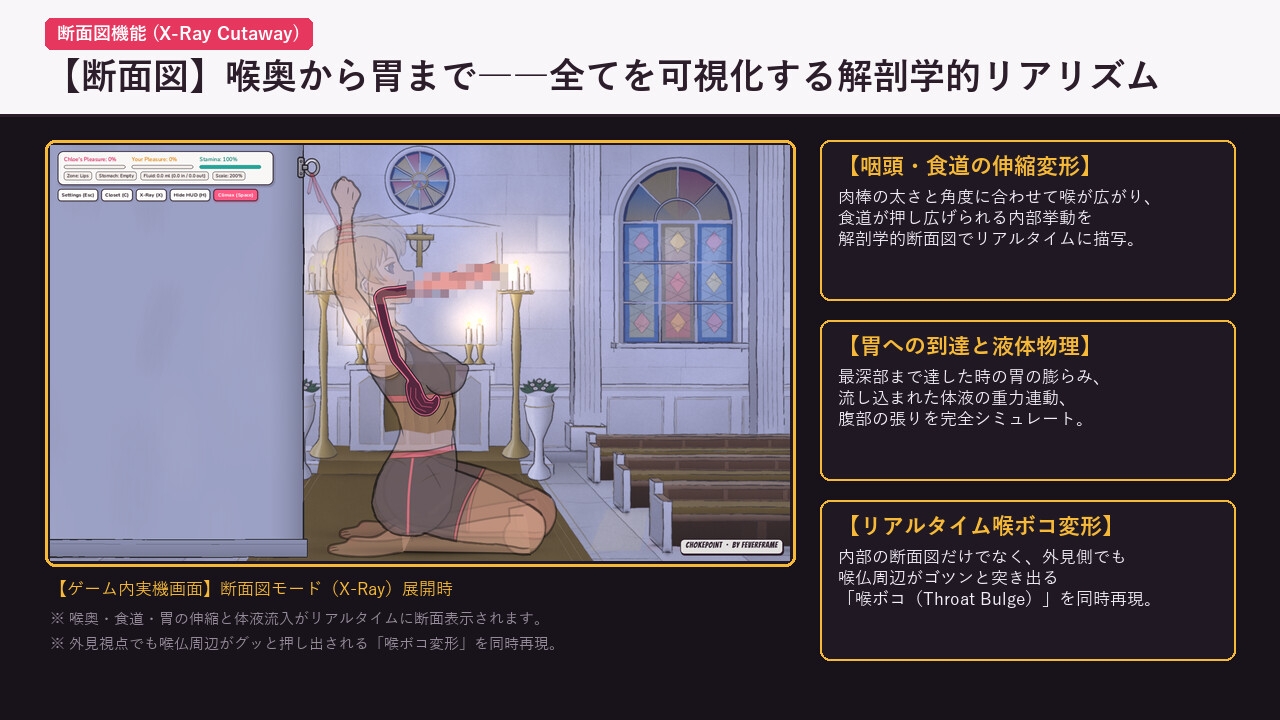 断面図機能 (X-Ray Cutaway)
【断面図】喉奥から胃まで――全てを可視化する解剖学的リアリズム
Chloe's Pleasure: 0% Your Pleasure: 0% Stamina: 100%
Zone: Lips Stomach: Empty Fluid: 0.0 ml (0.0 in / 0.0 out) Scale: 200%
Settings (Esc) Closet (C) X-Ray (X) Hide HUD (H) Climax (Space)
CHOKEPOINT · BY FEVERFRAME
【ゲーム内実機画面】断面図モード（X-Ray）展開時
※ 喉奥・食道・胃の伸縮と体液流入がリアルタイムに断面表示されます。
※ 外見視点でも喉仏周辺がグッと押し出される「喉ボコ変形」を同時再現。
【咽頭・食道の伸縮変形】
肉棒の太さと角度に合わせて喉が広がり、
食道が押し広げられる内部挙動を
解剖学的断面図でリアルタイムに描写。
【胃への到達と液体物理】
最深部まで達した時の胃の膨らみ、
流し込まれた体液の重力連動、
腹部の張りを完全シミュレート。
【リアルタイム喉ボコ変形】
内部の断面図だけでなく、外見側でも
喉仏周辺がゴツンと突き出る
「喉ボコ（Throat Bulge）」を同時再現。